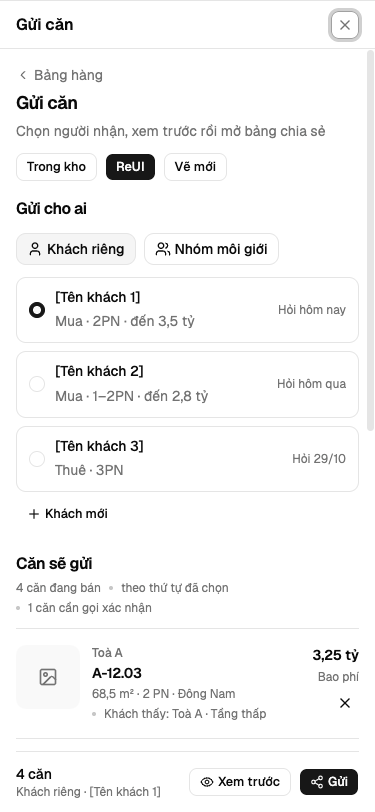 Gửi căn
Bảng hàng
Gửi căn
Chọn người nhận, xem trước rồi mở bảng chia sẻ
Trong kho
ReUI
Vẽ mới
Gửi cho ai
Khách riêng
Nhóm môi giới
[Tên khách 1]
Mua · 2PN · đến 3,5 tỷ
Hỏi hôm nay
[Tên khách 2]
Mua · 1–2PN · đến 2,8 tỷ
Hỏi hôm qua
[Tên khách 3]
Thuê · 3PN
Hỏi 29/10
Khách mới
Căn sẽ gửi
4 căn đang bán • theo thứ tự đã chọn
• 1 căn cần gọi xác nhận
Toà A
A-12.03
68,5 m² · 2 PN · Đông Nam
• Khách thấy: Toà A · Tầng thấp
3,25 tỷ
Bao phí
4 căn
Khách riêng · [Tên khách 1]
Xem trước
Gửi